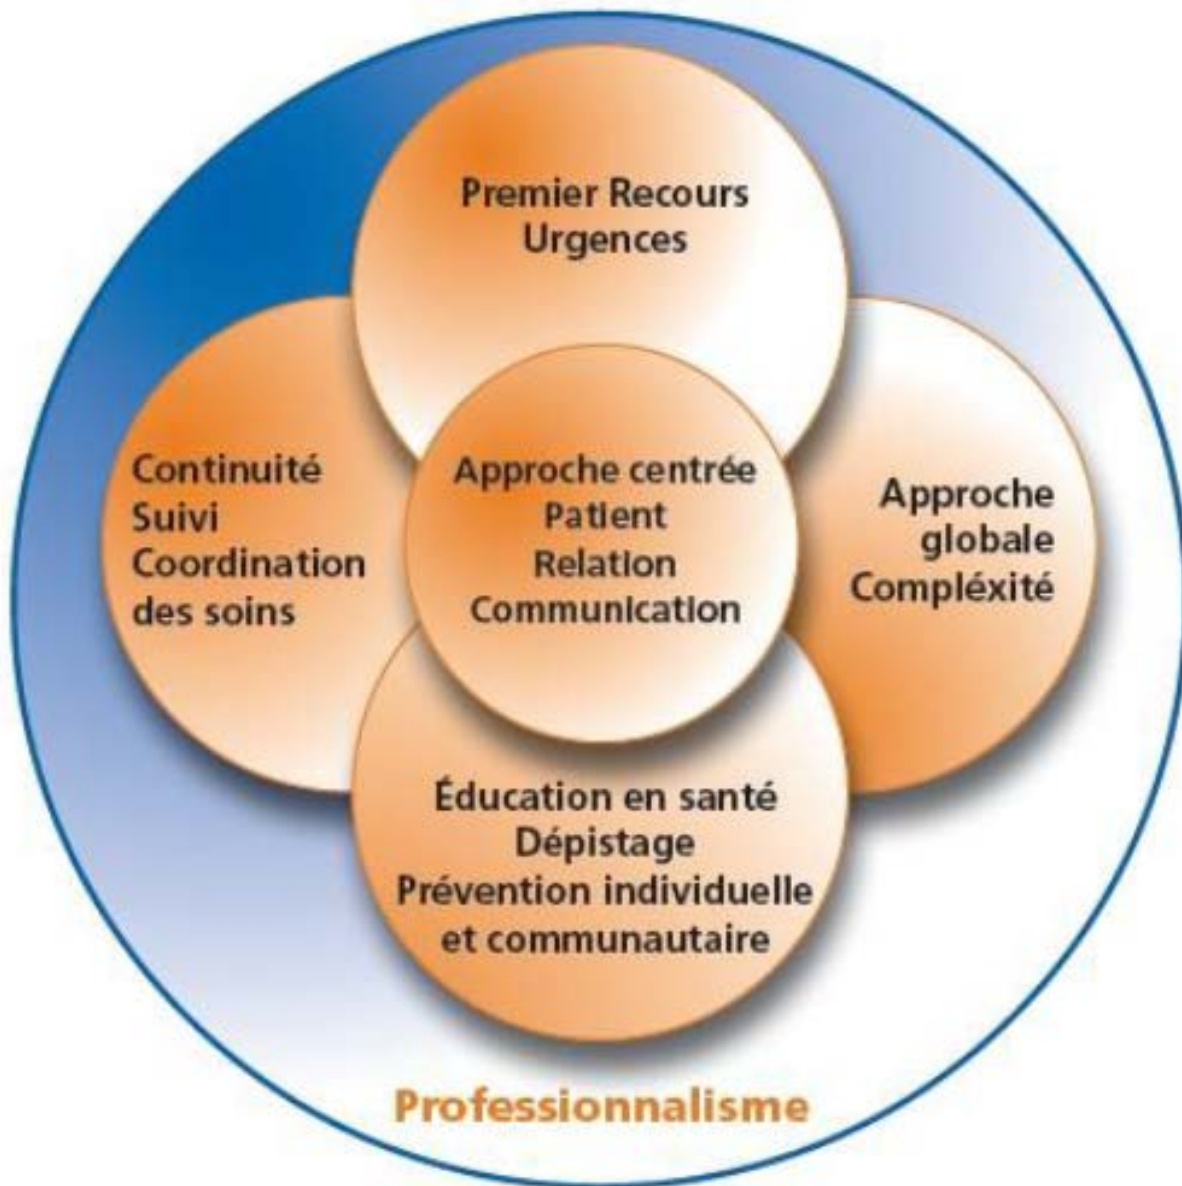 Premier Recours
Urgences
Continuité
Suivi
Coordination
des soins
Approche centrée
Patient
Relation
Communication
Approche
globale
Compléxité
Éducation en santé
Dépistage
Prévention individuelle
et communautaire
Professionnalisme